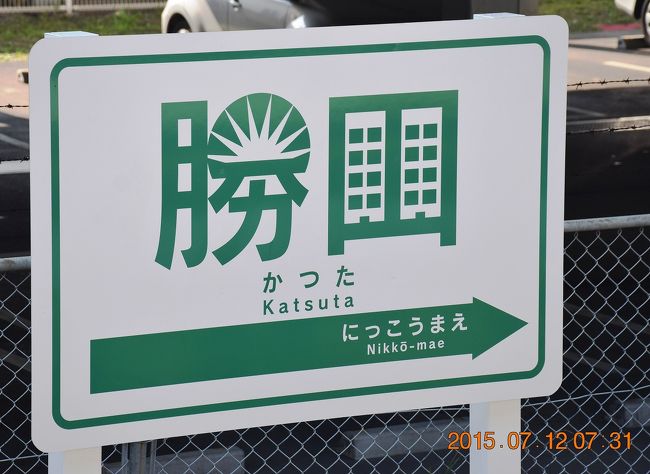 勝田
かつた
Katsuta
にっこうまえ
Nikkō-mae
2015.07.12 07.31